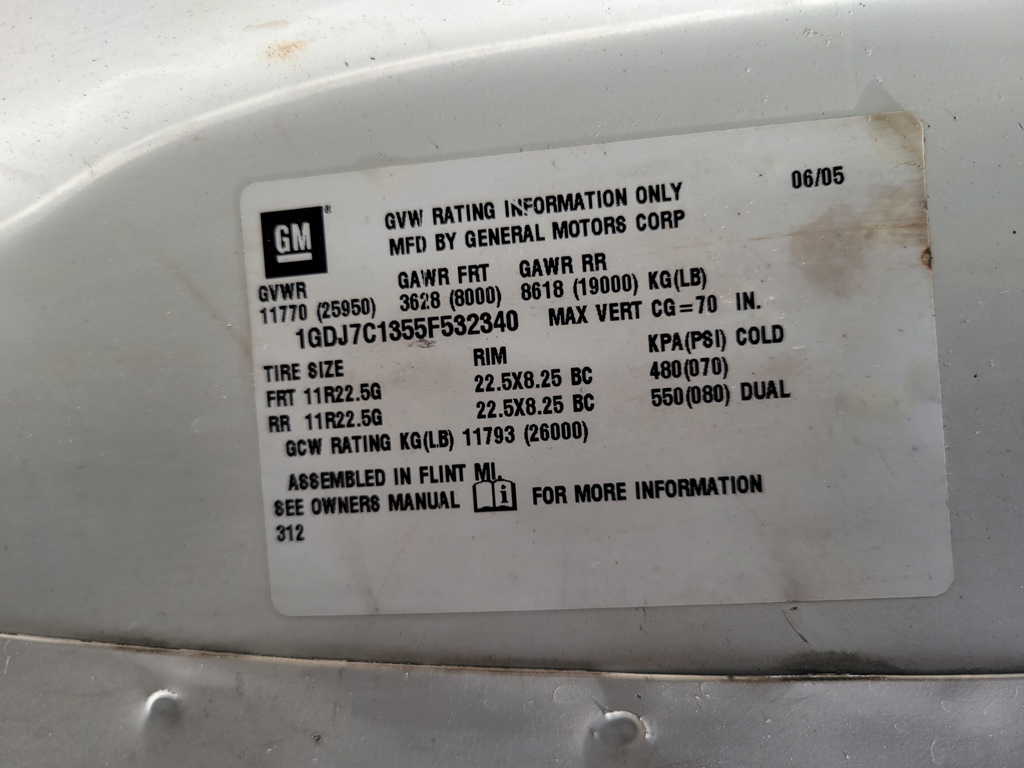 GM®
GVW RATING INFORMATION ONLY 06/05
MFD BY GENERAL MOTORS CORP
GVWR GAWR FRT GAWR RR
11770 (25950) 3628 (8000) 8618 (19000) KG(LB)
1GDJ7C1355F532340 MAX VERT CG=70 IN.
TIRE SIZE RIM KPA(PSI) COLD
FRT 11R22.5G 22.5X8.25 BC 480(070)
RR 11R22.5G 22.5X8.25 BC 550(080) DUAL
GCW RATING KG(LB) 11793 (26000)
ASSEMBLED IN FLINT MI.
SEE OWNERS MANUAL i FOR MORE INFORMATION
312